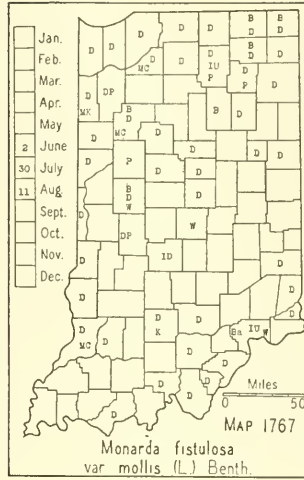 Jan.
Feb.
Mar.
Apr.
May
2 June
30 July
11 Aug.
Sept.
Oct.
Nov.
Dec.
D D D D B B
D D
D D D D D
MC IU
P D P D
DP
MK B D B D
D MC D D
D P D D
B D D
W
D DP W
D ID
D D
D D K D Ba IU W D
MC D D D
D D
D D
Miles
0 50
MAP 1767
Monarda fistulosa
var mollis (L.) Benth.